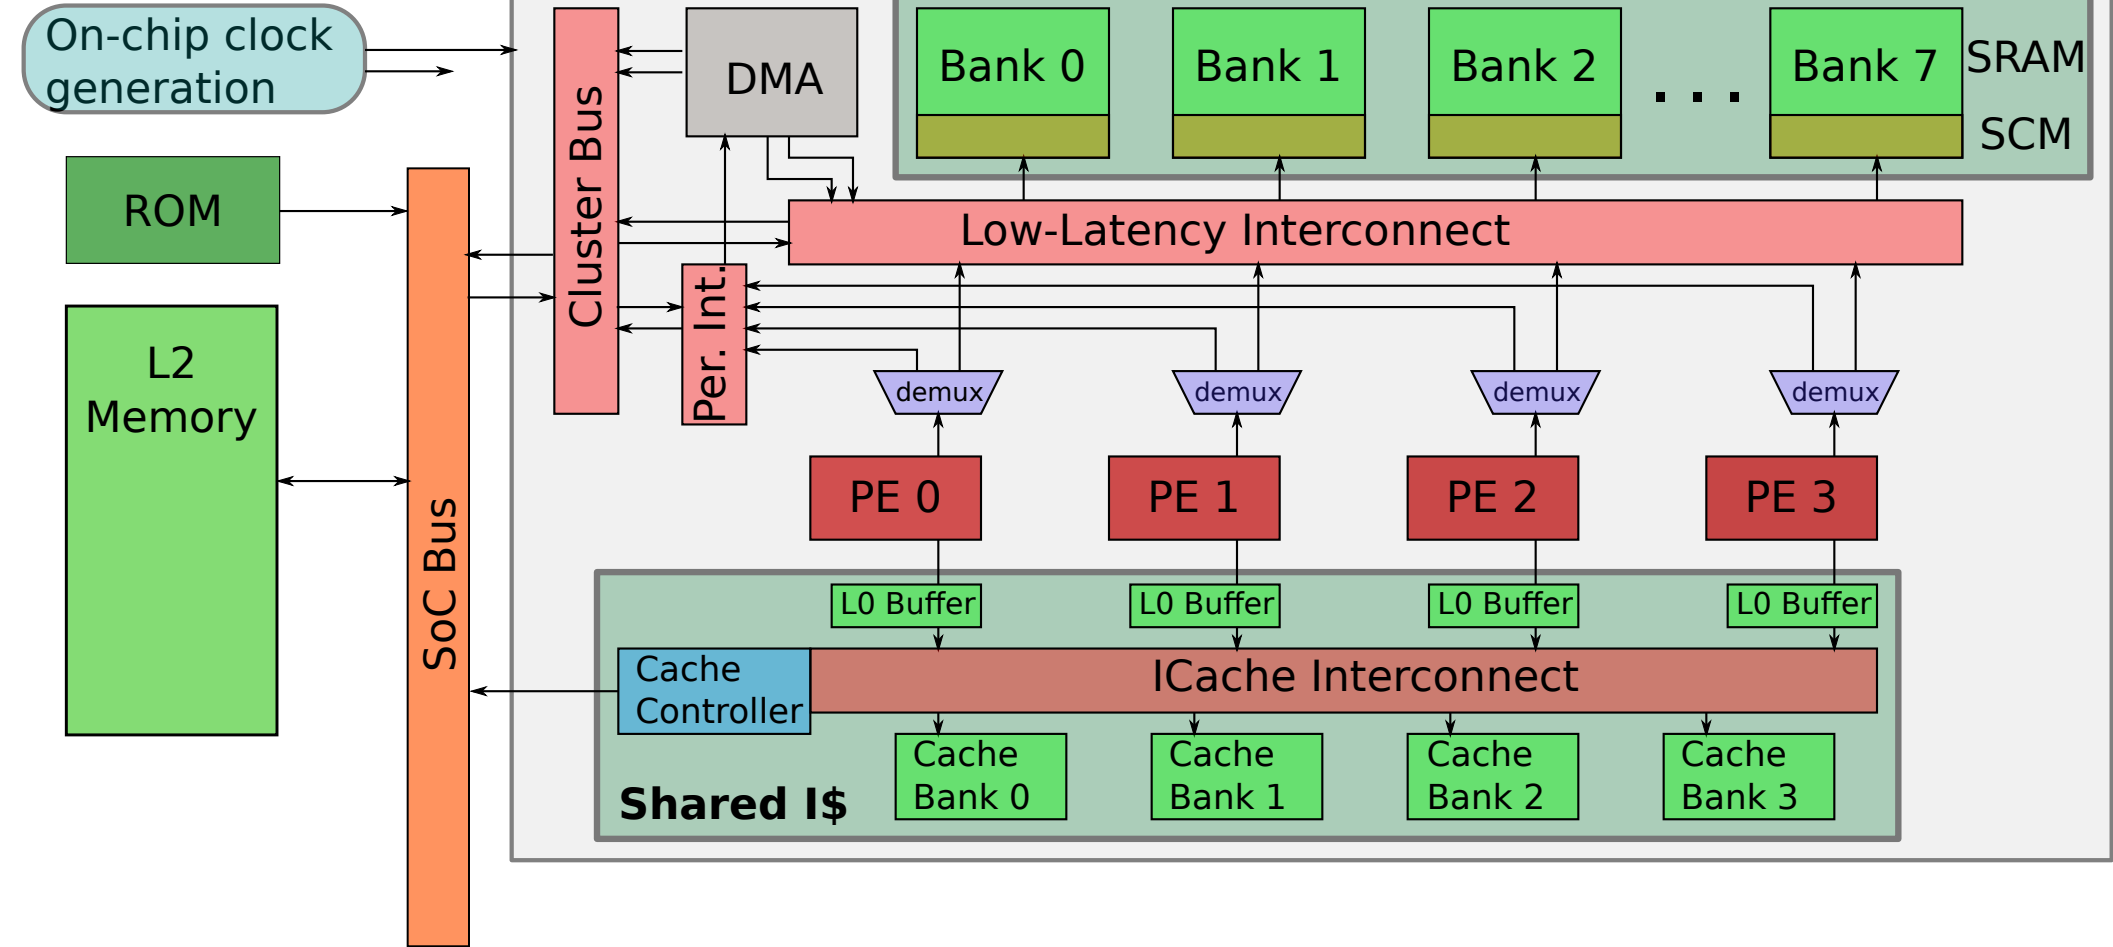 On-chip clock
generation
ROM
L2
Memory
SoC Bus
Cluster Bus
DMA
Bank 0
Bank 1
Bank 2
. . .
Bank 7
SRAM
SCM
Low-Latency Interconnect
Per. Int.
demux
demux
demux
demux
PE 0
PE 1
PE 2
PE 3
L0 Buffer
L0 Buffer
L0 Buffer
L0 Buffer
Cache
Controller
ICache Interconnect
Cache
Bank 0
Cache
Bank 1
Cache
Bank 2
Cache
Bank 3
Shared I$